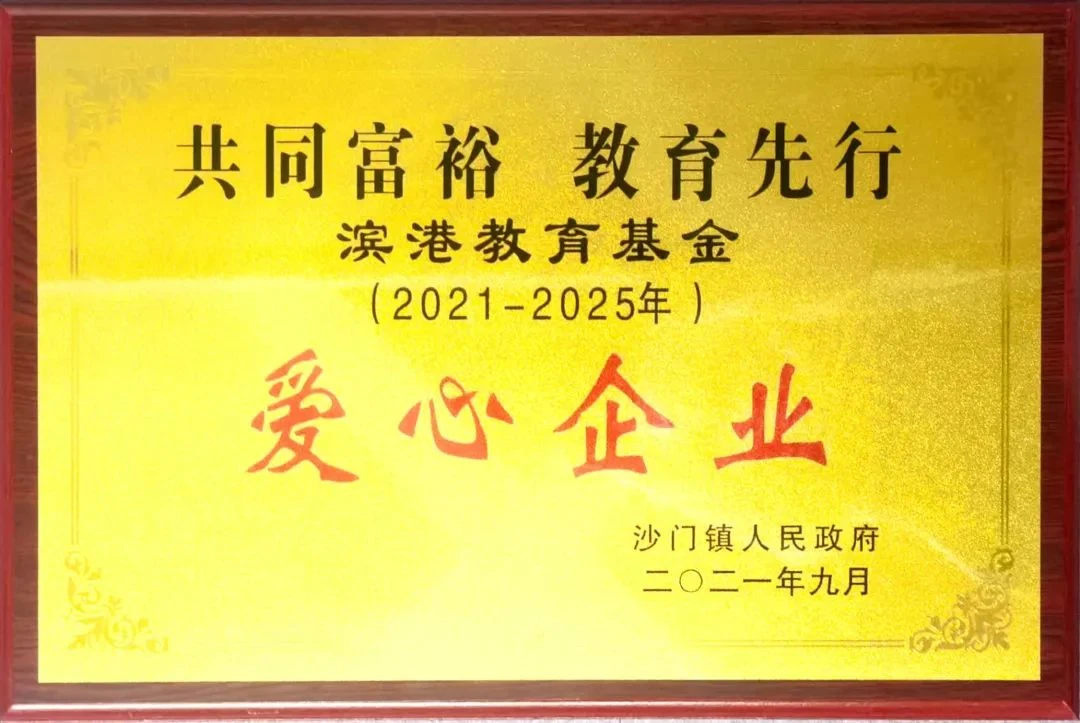 共同富裕 教育先行
滨港教育基金
(2021-2025年)
爱心企业
沙门镇人民政府
二〇二一年九月